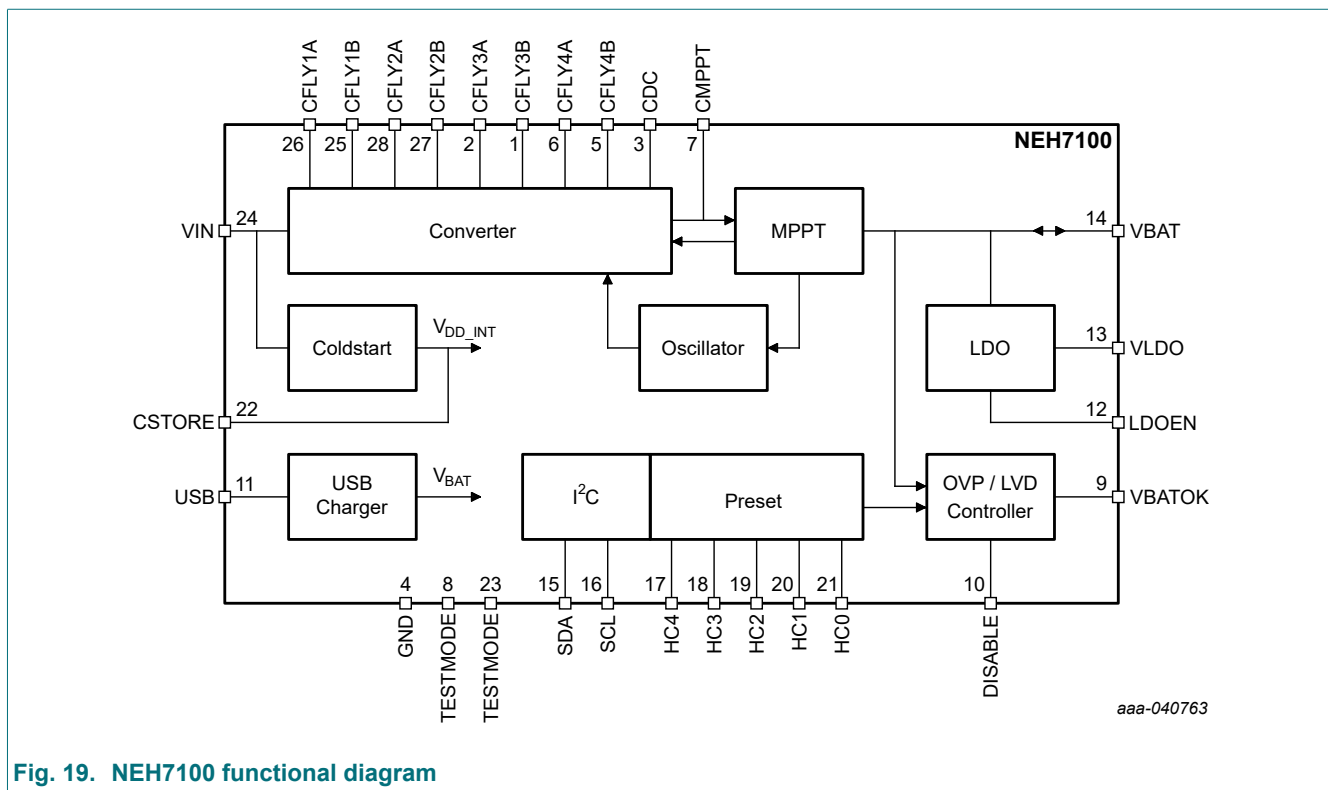 CFLY1A
CFLY1B
CFLY2A
CFLY2B
CFLY3A
CFLY3B
CFLY4A
CFLY4B
CDC
CMPPT
26
25
28
27
2
1
6
5
3
7
NEH7100
VIN
24
Converter
MPPT
14
VBAT
Coldstart
VDD_INT
Oscillator
LDO
13
VLDO
CSTORE
22
12
LDOEN
USB
11
USB
Charger
VBAT
I2C
Preset
OVP / LVD
Controller
9
VBATOK
4
8
23
15
16
17
18
19
20
21
10
GND
TESTMODE
TESTMODE
SDA
SCL
HC4
HC3
HC2
HC1
HC0
DISABLE
aaa-040763
Fig. 19. NEH7100 functional diagram